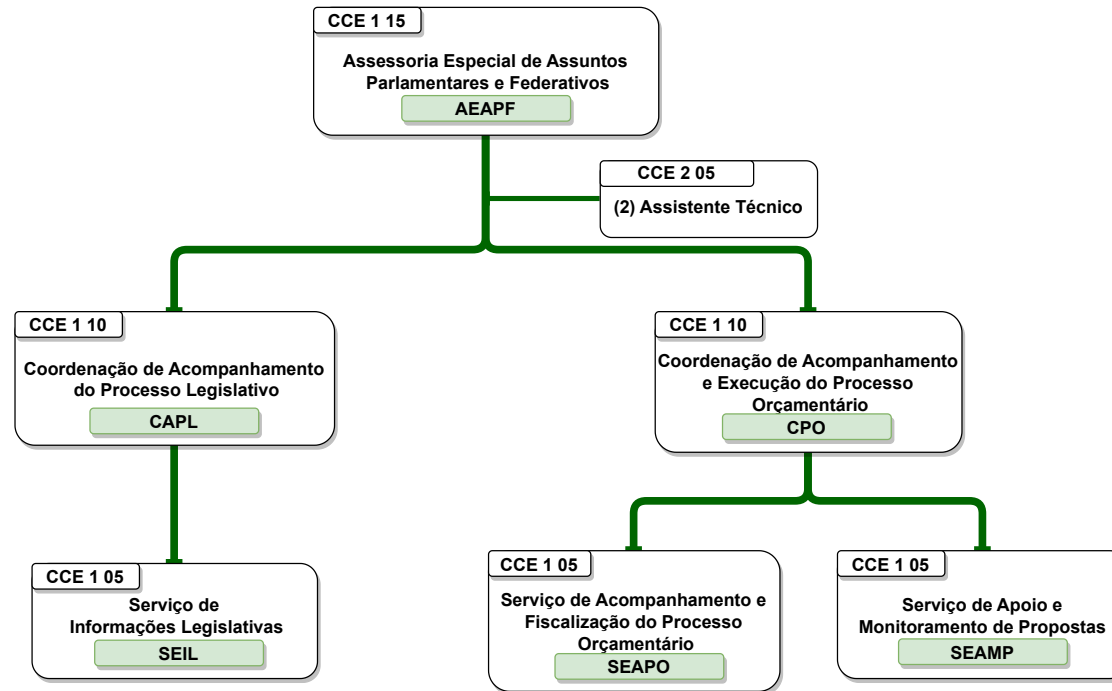 CCE 1 15
Assessoria Especial de Assuntos
Parlamentares e Federativos
AEAPF
CCE 2 05
(2) Assistente Técnico
CCE 1 10
Coordenação de Acompanhamento
do Processo Legislativo
CAPL
CCE 1 10
Coordenação de Acompanhamento
e Execução do Processo
Orçamentário
CPO
CCE 1 05
Serviço de
Informações Legislativas
SEIL
CCE 1 05
Serviço de Acompanhamento e
Fiscalização do Processo
Orçamentário
SEAPO
CCE 1 05
Serviço de Apoio e
Monitoramento de Propostas
SEAMP